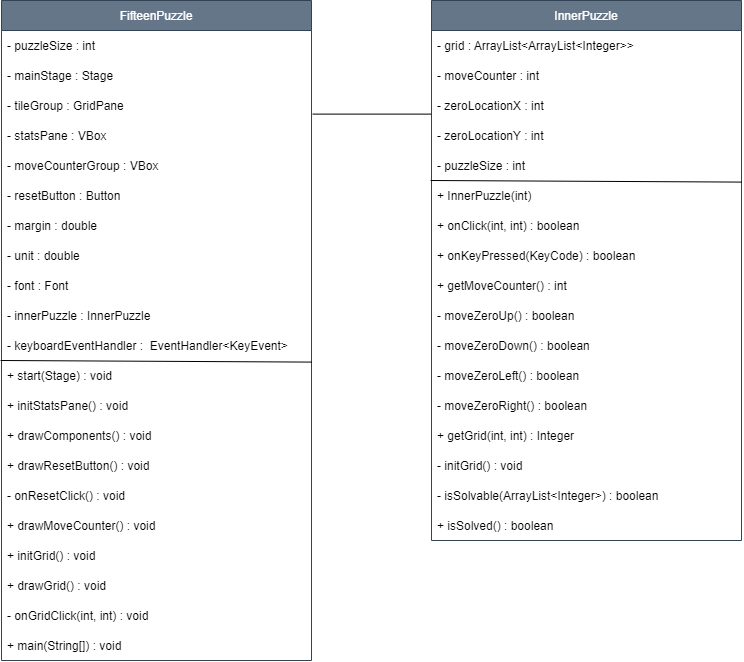 FifteenPuzzle
- puzzleSize : int
- mainStage : Stage
- tileGroup : GridPane
- statsPane : VBox
- moveCounterGroup : VBox
- resetButton : Button
- margin : double
- unit : double
- font : Font
- innerPuzzle : InnerPuzzle
- keyboardEventHandler :  EventHandler<KeyEvent>
+ start(Stage) : void
+ initStatsPane() : void
+ drawComponents() : void
+ drawResetButton() : void
- onResetClick() : void
+ drawMoveCounter() : void
+ initGrid() : void
+ drawGrid() : void
- onGridClick(int, int) : void
+ main(String[]) : void
InnerPuzzle
- grid : ArrayList<ArrayList<Integer>>
- moveCounter : int
- zeroLocationX : int
- zeroLocationY : int
- puzzleSize : int
+ InnerPuzzle(int)
+ onClick(int, int) : boolean
+ onKeyPressed(KeyCode) : boolean
+ getMoveCounter() : int
- moveZeroUp() : boolean
- moveZeroDown() : boolean
- moveZeroLeft() : boolean
- moveZeroRight() : boolean
+ getGrid(int, int) : Integer
- initGrid() : void
- isSolvable(ArrayList<Integer>) : boolean
+ isSolved() : boolean